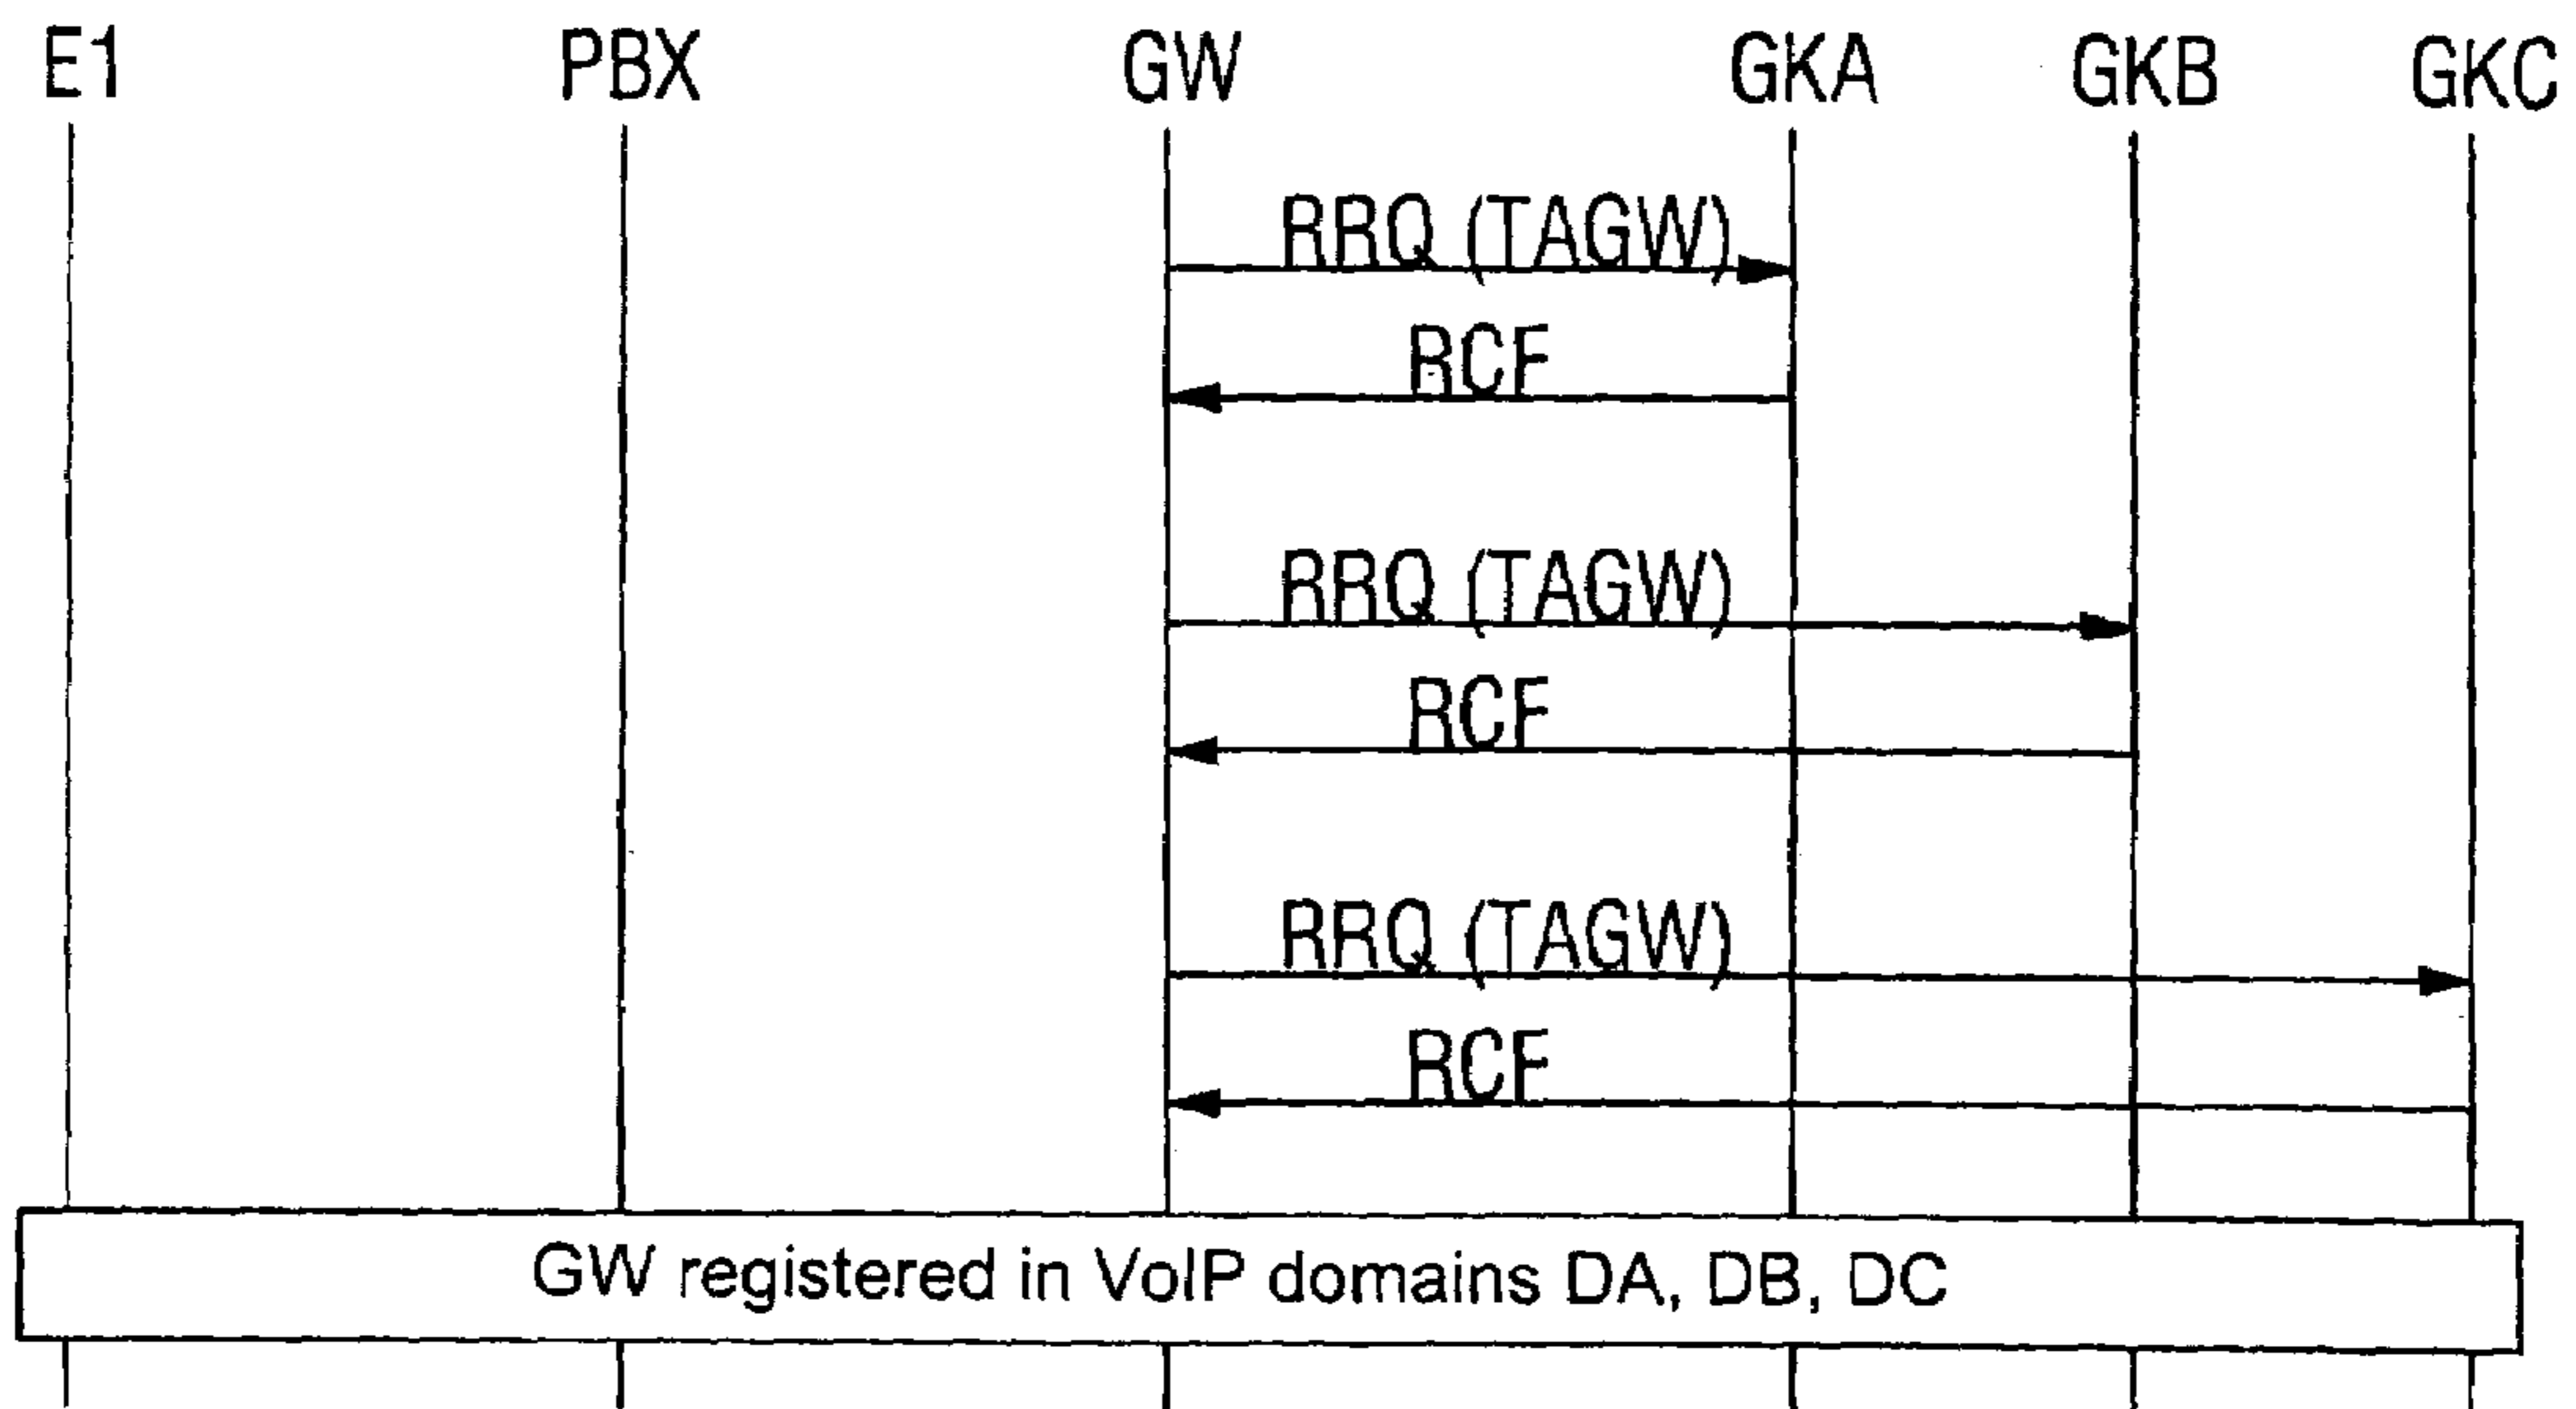 E1 PBX GW GKA GKB GKC
RRQ (TAGW)
RCF
RRQ (TAGW)
RCF
RRQ (TAGW)
RCF
GW registered in VoIP domains DA, DB, DC